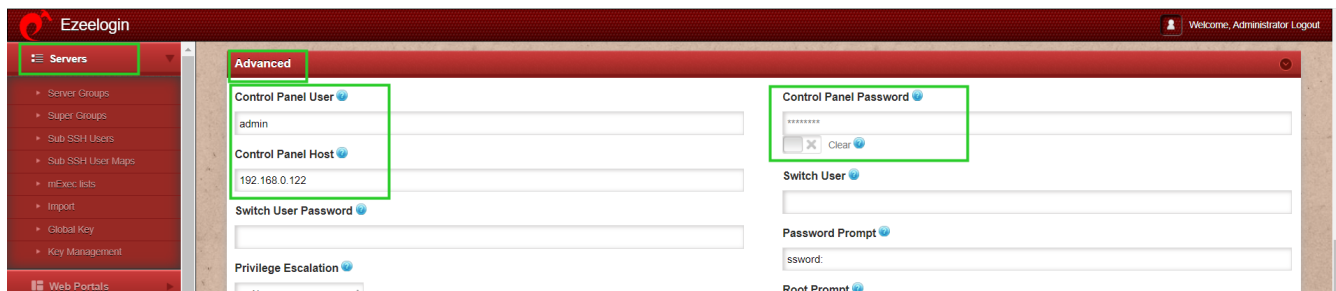 Ezeelogin
Welcome, Administrator Logout
Servers
Server Groups
Super Groups
Sub SSH Users
Sub SSH User Maps
mExec lists
Import
Global Key
Key Management
Web Portals
Advanced
Control Panel User
admin
Control Panel Host
192.168.0.122
Switch User Password
Privilege Escalation
Control Panel Password
********
Clear
Switch User
Password Prompt
ssword:
Root Prompt